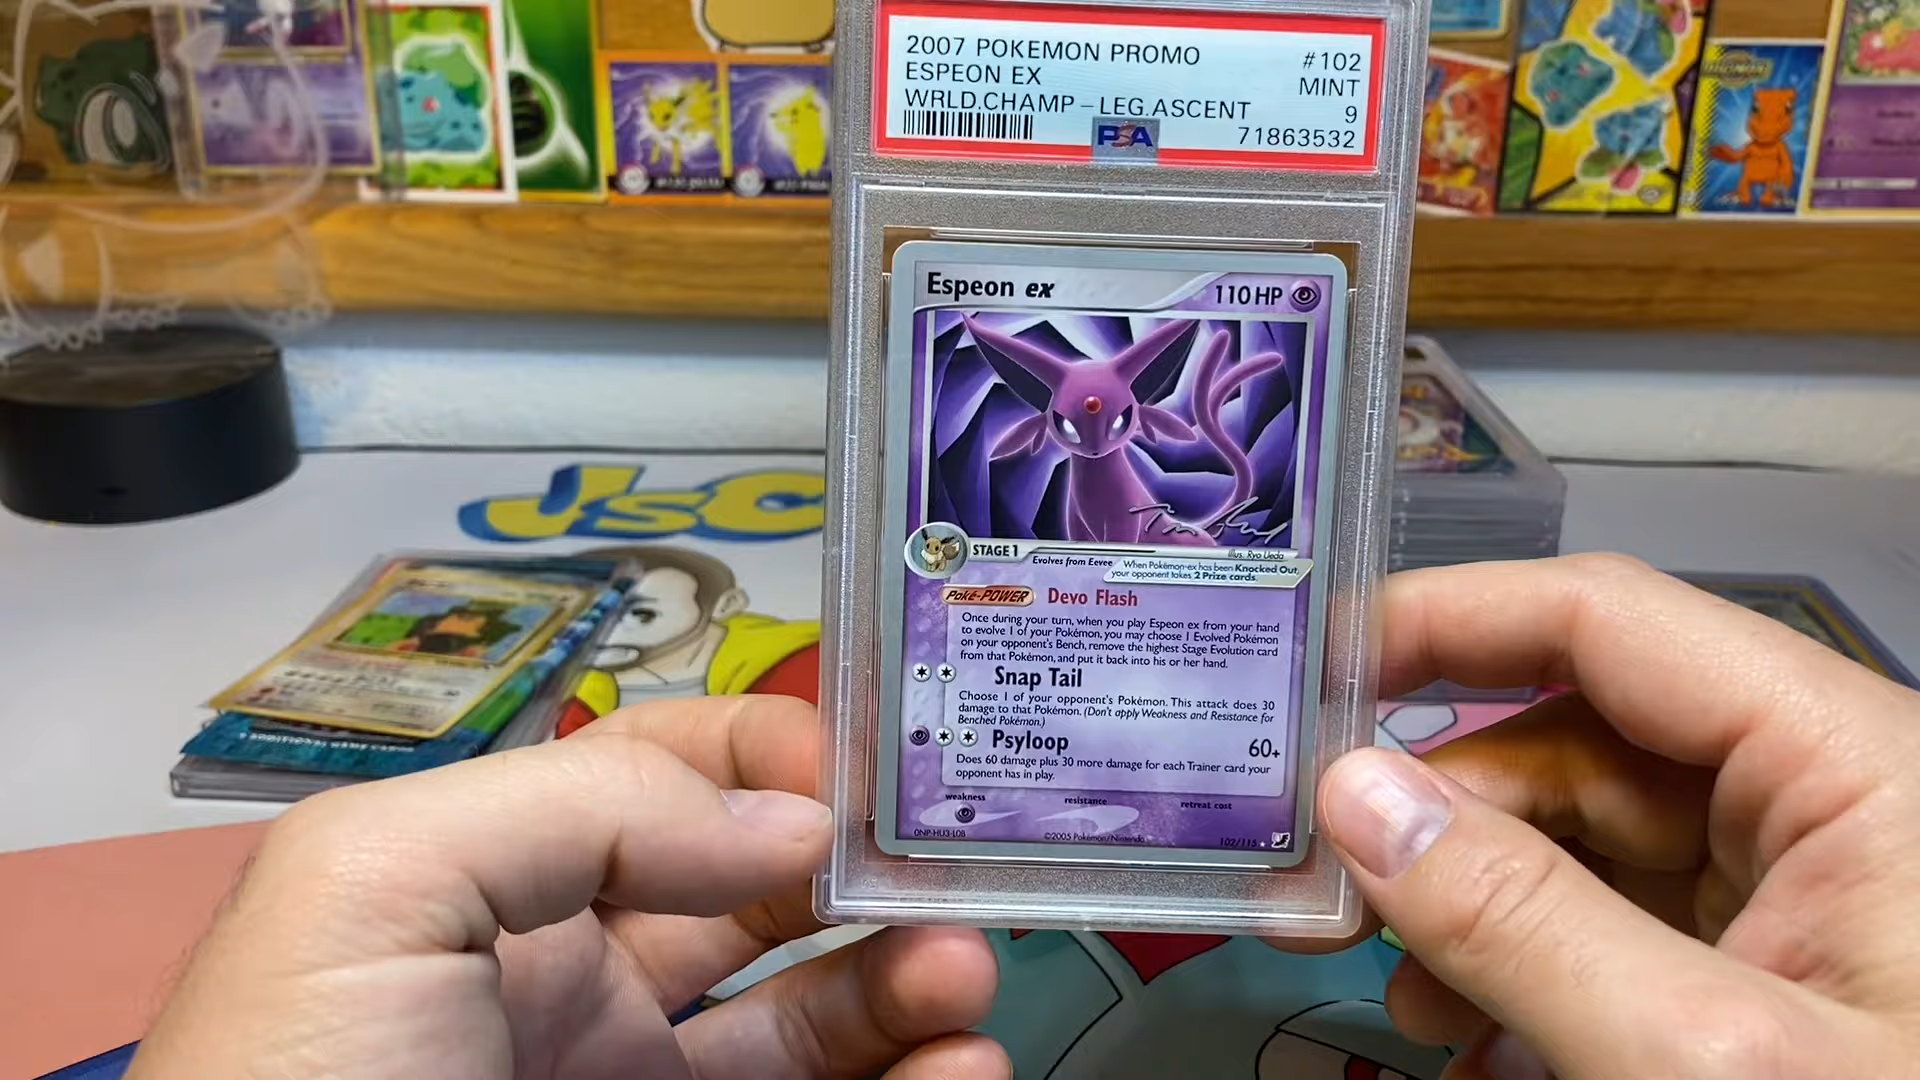 2007 POKEMON PROMO #102
ESPEON EX MINT
WRLD.CHAMP-LEG.ASCENT 9
PSA 71863532
Espeon ex 110 HP
STAGE 1
Evolves from Eevee
Illus. Ryo Ueda
When Pokémon-ex has been Knocked Out,
your opponent takes 2 Prize cards.
Poké-POWER Devo Flash
Once during your turn, when you play Espeon ex from your hand
to evolve 1 of your Pokémon, you may choose 1 Evolved Pokémon
on your opponent's Bench, remove the highest Stage Evolution card
from that Pokémon, and put it back into his or her hand.
Snap Tail
Choose 1 of your opponent's Pokémon. This attack does 30
damage to that Pokémon. (Don't apply Weakness and Resistance for
Benched Pokémon.)
Psyloop 60+
Does 60 damage plus 30 more damage for each Trainer card your
opponent has in play.
weakness resistance retreat cost
0NP-HU3-L0B ©2005 Pokémon/Nintendo 102/115
JSC